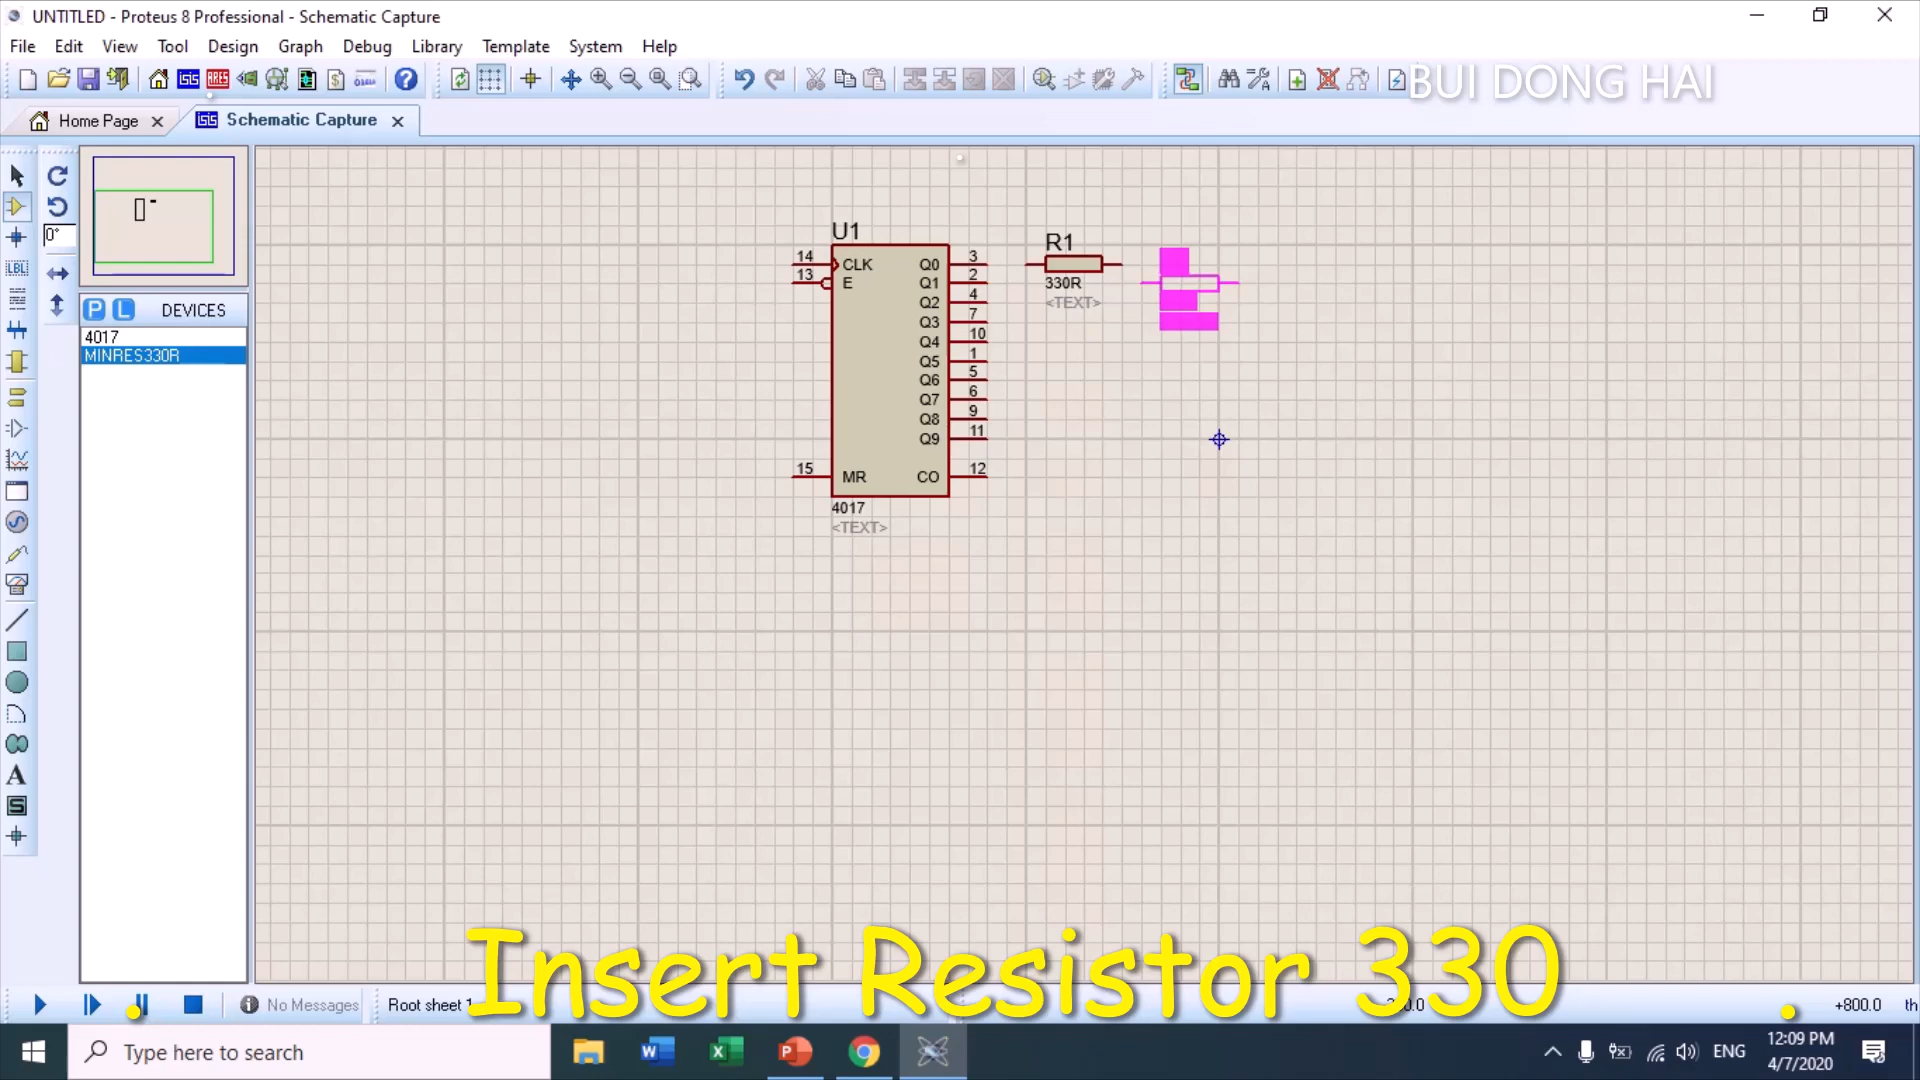 UNTITLED - Proteus 8 Professional - Schematic Capture
File Edit View Tool Design Graph Debug Library Template System Help
BUI DONG HAI
Home Page
Schematic Capture
0°
LBL
P L DEVICES
4017
MINRES330R
U1
14 CLK Q0 3
13 E Q1 2
Q2 4
Q3 7
Q4 10
Q5 1
Q6 5
Q7 6
Q8 9
Q9 11
15 MR CO 12
4017
<TEXT>
R1
330R
<TEXT>
A
S
Insert Resistor 330
No Messages
Root sheet 1
+800.0
th
Type here to search
ENG
12:09 PM
4/7/2020